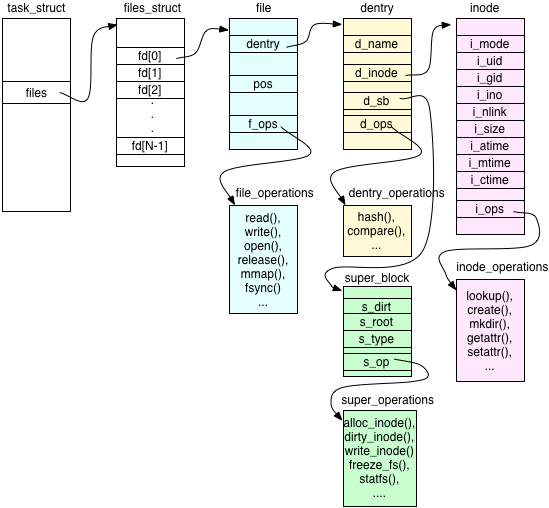 task_struct
files
files_struct
fd[0]
fd[1]
fd[2]
.
.
.
fd[N-1]
file
dentry
pos
f_ops
file_operations
read(),
write(),
open(),
release(),
mmap(),
fsync()
...
dentry
d_name
d_inode
d_sb
d_ops
dentry_operations
hash(),
compare(),
...
super_block
s_dirt
s_root
s_type
s_op
super_operations
alloc_inode(),
dirty_inode(),
write_inode()
freeze_fs(),
statfs(),
....
inode
i_mode
i_uid
i_gid
i_ino
i_nlink
i_size
i_atime
i_mtime
i_ctime
i_ops
inode_operations
lookup(),
create(),
mkdir(),
getattr(),
setattr(),
...